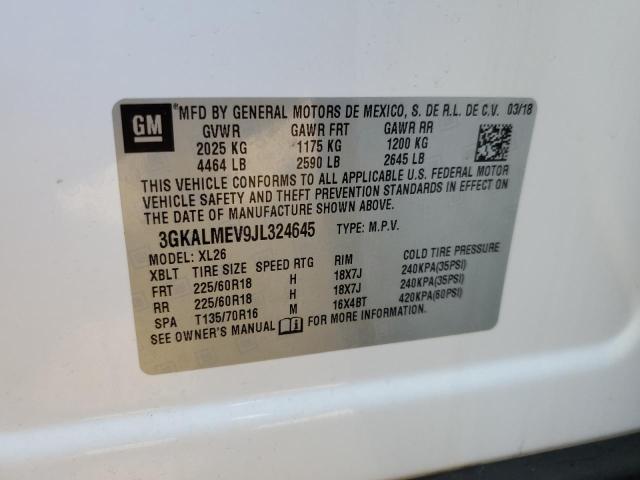 GM
*MFD BY GENERAL MOTORS DE MEXICO, S. DE R.L. DE C.V. 03/18
GVWR GAWR FRT GAWR RR
2025 KG 1175 KG 1200 KG
4464 LB 2590 LB 2645 LB
THIS VEHICLE CONFORMS TO ALL APPLICABLE U.S. FEDERAL MOTOR
VEHICLE SAFETY AND THEFT PREVENTION STANDARDS IN EFFECT ON
THE DATE OF MANUFACTURE SHOWN ABOVE.
3GKALMEV9JL324645 TYPE: M.P.V.
MODEL: XL26
XBLT TIRE SIZE SPEED RTG RIM COLD TIRE PRESSURE
FRT 225/60R18 H 18X7J 240KPA(35PSI)
RR 225/60R18 H 18X7J 240KPA(35PSI)
SPA T135/70R16 M 16X4BT 420KPA(60PSI)
SEE OWNER'S MANUAL FOR MORE INFORMATION.